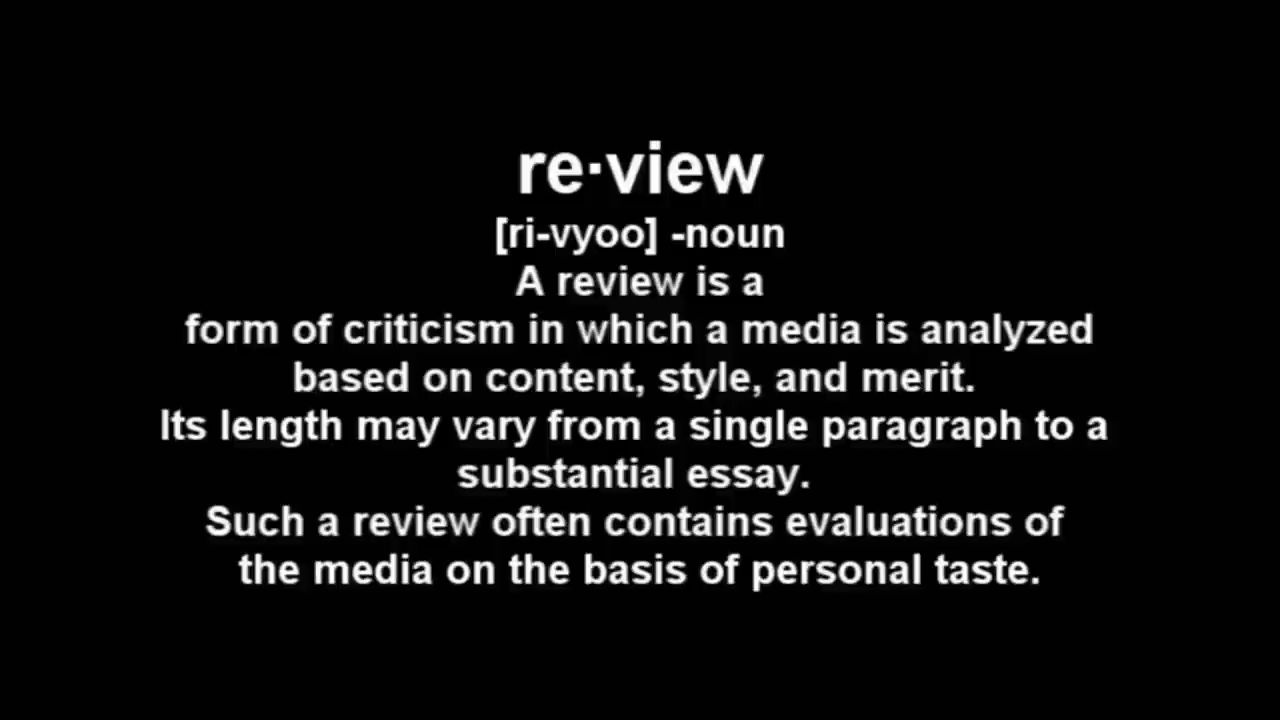 re·view
[ri-vyoo] -noun
A review is a
form of criticism in which a media is analyzed
based on content, style, and merit.
Its length may vary from a single paragraph to a
substantial essay.
Such a review often contains evaluations of
the media on the basis of personal taste.